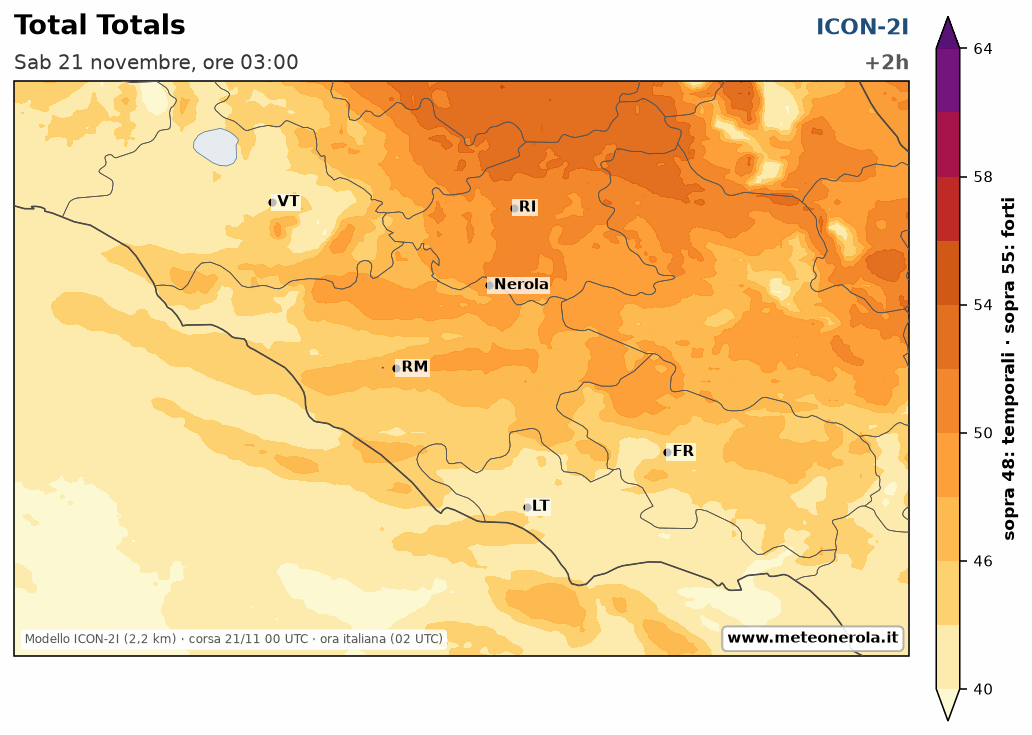 Total Totals
ICON-2I
Sab 21 novembre, ore 03:00
+2h
VT
RI
Nerola
RM
FR
LT
64
58
54
50
46
40
sopra 48: temporali · sopra 55: forti
Modello ICON-2I (2,2 km) · corsa 21/11 00 UTC · ora italiana (02 UTC)
www.meteonerola.it